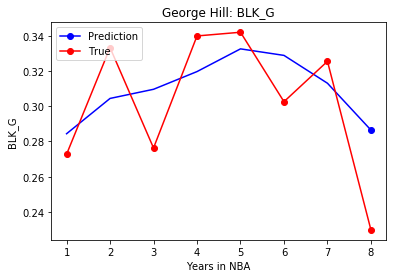 George Hill: BLK_G
Prediction
True
0.34
0.32
0.30
0.28
0.26
0.24
BLK_G
1 2 3 4 5 6 7 8
Years in NBA